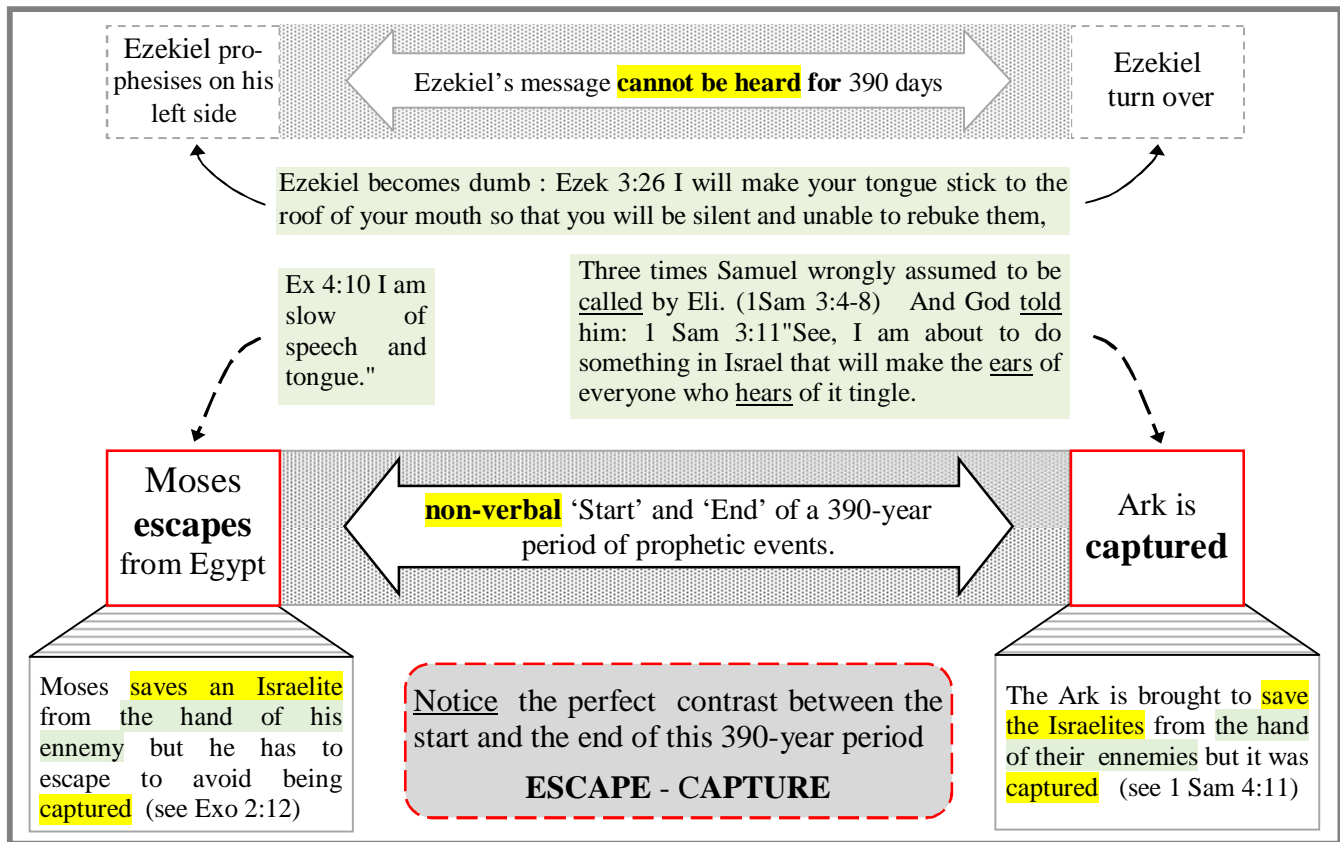 Ezekiel pro-
phesises on his
left side
Ezekiel’s message cannot be heard for 390 days
Ezekiel
turn over
Ezekiel becomes dumb : Ezek 3:26 I will make your tongue stick to the
roof of your mouth so that you will be silent and unable to rebuke them,
Ex 4:10 I am
slow of
speech and
tongue."
Three times Samuel wrongly assumed to be
called by Eli. (1Sam 3:4-8) And God told
him: 1 Sam 3:11"See, I am about to do
something in Israel that will make the ears of
everyone who hears of it tingle.
Moses
escapes
from Egypt
non-verbal ‘Start’ and ‘End’ of a 390-year
period of prophetic events.
Ark is
captured
Moses saves an Israelite
from the hand of his
ennemy but he has to
escape to avoid being
captured (see Exo 2:12)
Notice the perfect contrast between the
start and the end of this 390-year period
ESCAPE - CAPTURE
The Ark is brought to save
the Israelites from the hand
of their ennemies but it was
captured (see 1 Sam 4:11)